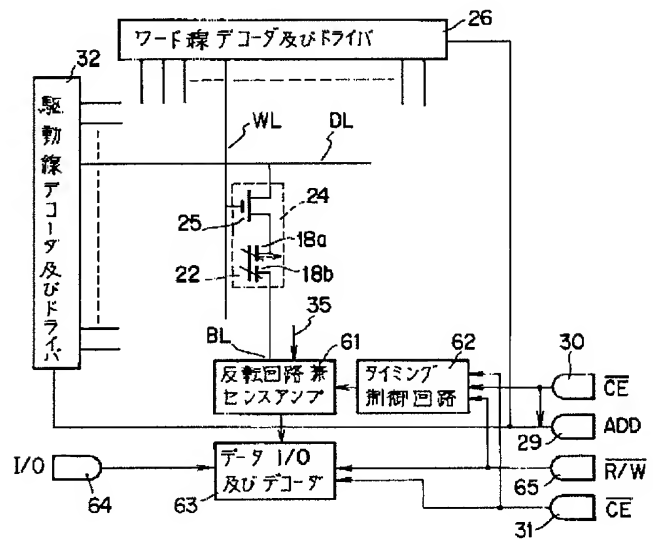 26
ワード線デコーダ及びドライバ
32
駆動線デコーダ及びドライバ
WL
DL
24
25
18a
22
18b
35
BL
61
62
30
反転回路兼
センスアンプ
タイミング
制御回路
CE
29
ADD
I/O
64
データ I/O
及びデコーダ
63
65
R/W
31
CE